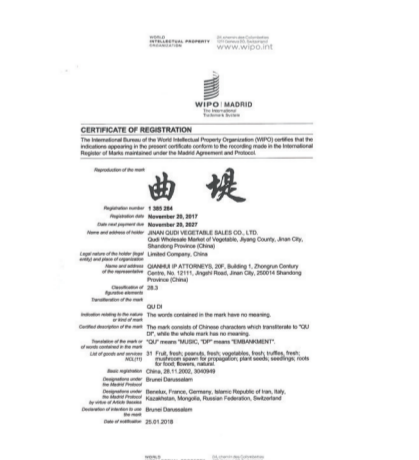 WORLD
INTELLECTUAL PROPERTY
ORGANIZATION
www.wipo.int
WIPO | MADRID
The International
Trademark System
CERTIFICATE OF REGISTRATION
The International Bureau of the World Intellectual Property Organization (WIPO) certifies that the
indications appearing in the present certificate conform to the recording made in the International
Register of Marks maintained under the Madrid Agreement and Protocol.
Reproduction of the mark
曲堤
Registration number 1 385 284
Registration date November 20, 2017
Date next payment due November 20, 2027
Name and address of holder JINAN QUDI VEGETABLE SALES CO., LTD.
Qudi Wholesale Market of Vegetable, Jiyang County, Jinan City,
Shandong Province (China)
Legal nature of the holder (legal Limited Company, China
entity) and place of organization
Name and address QIANHUI IP ATTORNEYS, 20F, Building 1, Zhongrun Century
of the representative Centre, No. 12111, Jingshi Road, Jinan City, 250014 Shandong
Province (China)
Classification of 28.3
figurative elements
Transliteration of the mark
QU DI
Indication relating to the nature The words contained in the mark have no meaning.
or kind of mark
Certified description of the mark The mark consists of Chinese characters which transliterate to "QU
DI", while the whole mark has no meaning.
Translation of the mark or "QU" means "MUSIC, "DI" means "EMBANKMENT".
of words contained in the mark
List of goods and services 31 Fruit, fresh; peanuts, fresh; vegetables, fresh; truffles, fresh;
NCL(11) mushroom spawn for propagation; plant seeds; seedlings; roots
for food; flowers, natural.
Basic registration China, 28.11.2002, 3040949
Designations under Brunei Darussalam
the Madrid Protocol
Designations under Benelux, France, Germany, Islamic Republic of Iran, Italy,
the Madrid Protocol Kazakhstan, Mongolia, Russian Federation, Switzerland
by virtue of Article 9sexies
Declaration of intention to use Brunei Darussalam
the mark
Date of notification 25.01.2018
WORLD